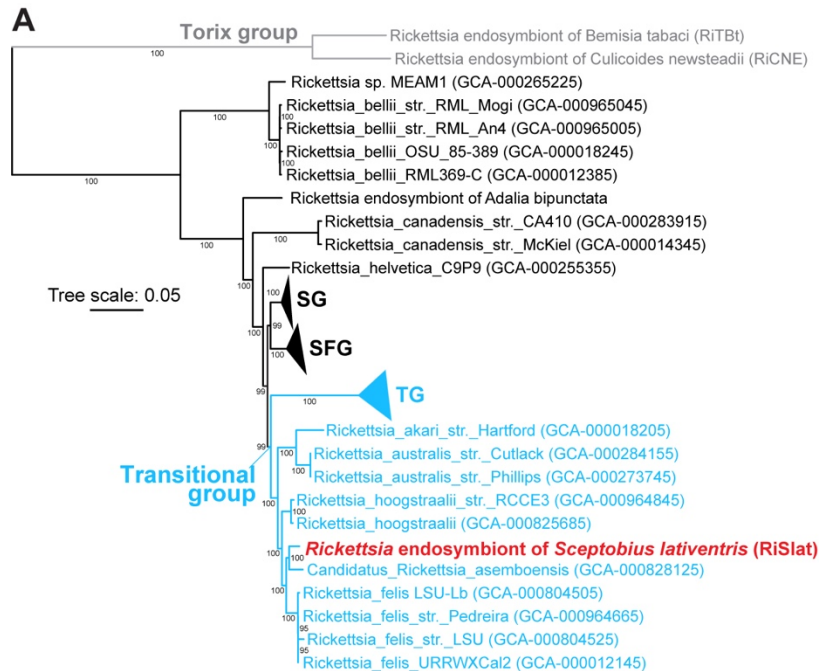 A
Torix group
Rickettsia endosymbiont of Bemisia tabaci (RiTBt)
100
Rickettsia endosymbiont of Culicoides newsteadii (RiCNE)
Rickettsia sp. MEAM1 (GCA-000265225)
100
Rickettsia_bellii_str._RML_Mogi (GCA-000965045)
100
Rickettsia_bellii_str._RML_An4 (GCA-000965005)
100
Rickettsia_bellii_OSU_85-389 (GCA-000018245)
100
Rickettsia_bellii_RML369-C (GCA-000012385)
100
Rickettsia endosymbiont of Adalia bipunctata
Rickettsia_canadensis_str._CA410 (GCA-000283915)
100
100
Rickettsia_canadensis_str._McKiel (GCA-000014345)
Rickettsia_helvetica_C9P9 (GCA-000255355)
100
Tree scale: 0.05
100
SG
99
100
SFG
100
99
TG
100
Rickettsia_akari_str._Hartford (GCA-000018205)
99
100
Rickettsia_australis_str._Cutlack (GCA-000284155)
100
Rickettsia_australis_str._Phillips (GCA-000273745)
Transitional
group
100
Rickettsia_hoogstraalii_str._RCCE3 (GCA-000964845)
100
Rickettsia_hoogstraalii (GCA-000825685)
100
Rickettsia endosymbiont of Sceptobius lativentris (RiSlat)
100
Candidatus_Rickettsia_asemboensis (GCA-000828125)
100
Rickettsia_felis LSU-Lb (GCA-000804505)
Rickettsia_felis_str._Pedreira (GCA-000964665)
95
Rickettsia_felis_str._LSU (GCA-000804525)
95
Rickettsia_felis_URRWXCal2 (GCA-000012145)